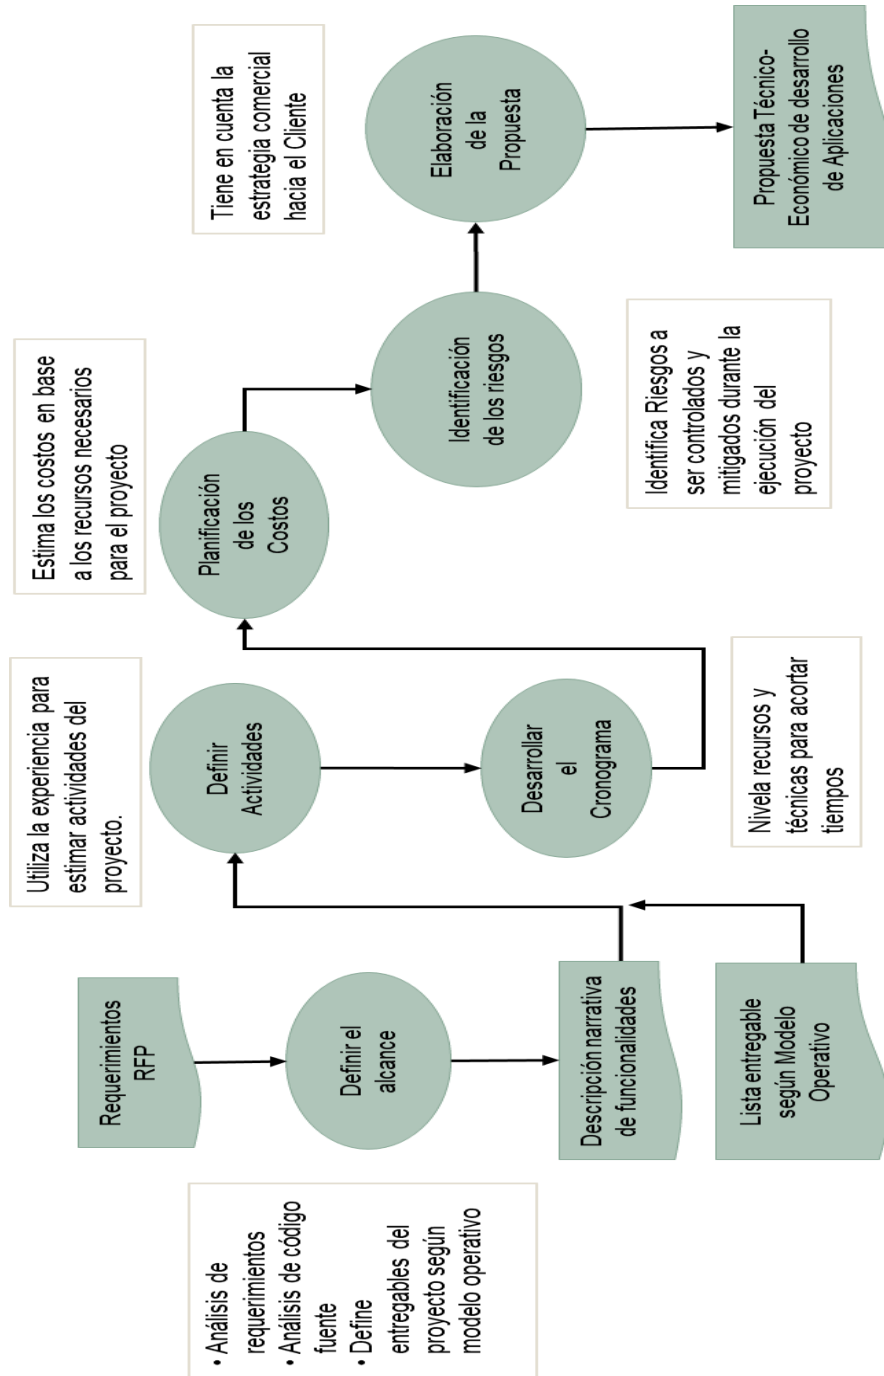 Requerimientos
RFP
Definir el
alcance
Descripción narrativa
de funcionalidades
Lista entregable
según Modelo
Operativo
• Análisis de
requerimientos
• Análisis de código
fuente
• Define
entregables del
proyecto según
modelo operativo
Utiliza la experiencia para
estimar actividades del
proyecto.
Definir
Actividades
Desarrollar
el
Cronograma
Nivela recursos y
técnicas para acortar
tiempos
Estima los costos en base
a los recursos necesarios
para el proyecto
Planificación
de los
Costos
Identificación
de los riesgos
Identifica Riesgos a
ser controlados y
mitigados durante la
ejecución del
proyecto
Tiene en cuenta la
estrategia comercial
hacia el Cliente
Elaboración
de la
Propuesta
Propuesta Técnico-
Económico de desarrollo
de Aplicaciones